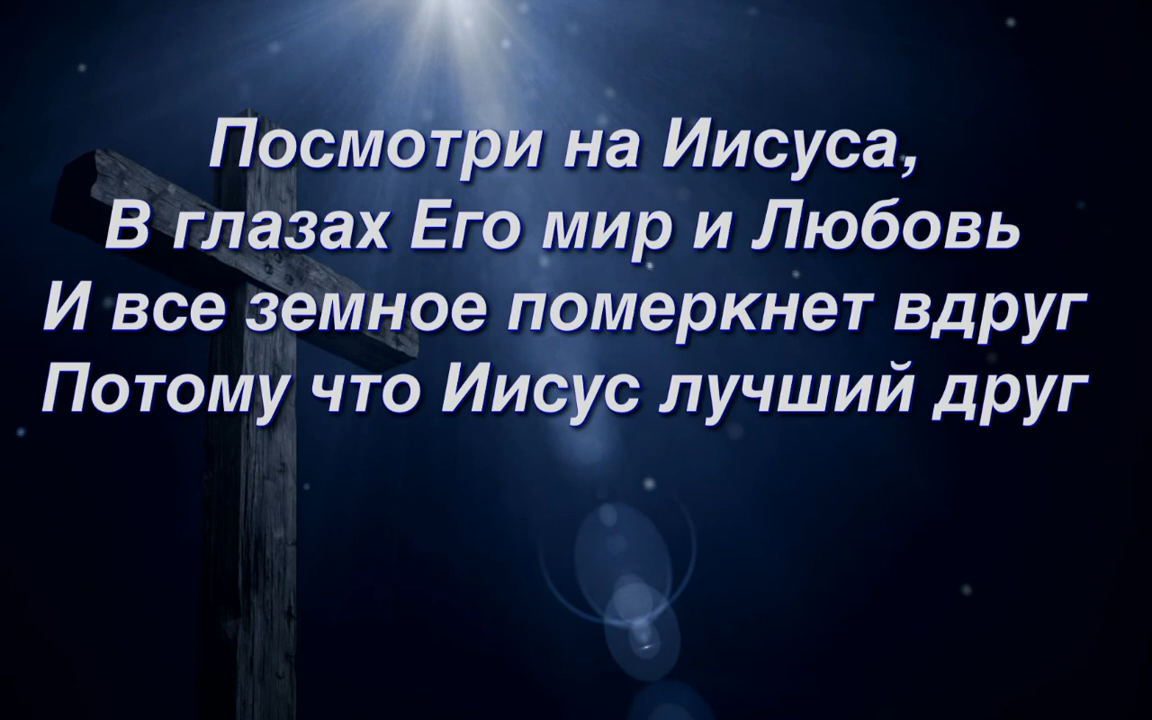 Посмотри на Иисуса,
В глазах Его мир и Любовь
И все земное померкнет вдруг
Потому что Иисус лучший друг